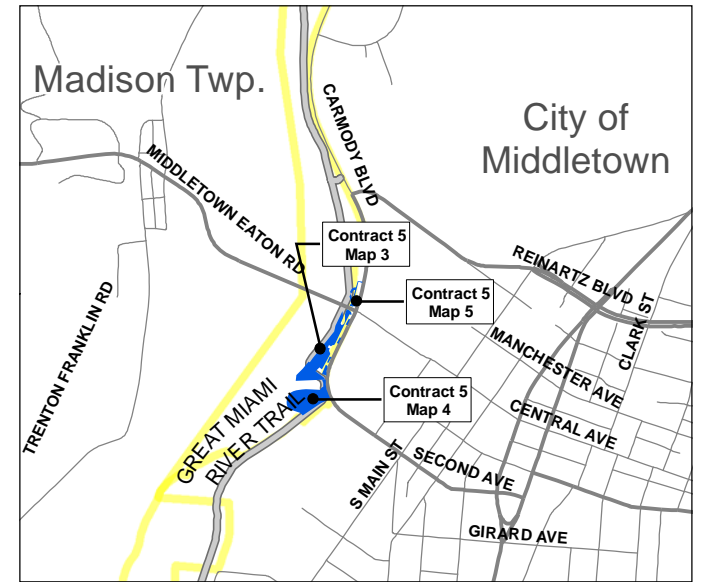 Madison Twp.
City of
Middletown
CARMODY BLVD
MIDDLETOWN EATON RD
Contract 5
Map 3
REINARTZ BLVD
Contract 5
Map 5
CLARK ST
TRENTON FRANKLIN RD
MANCHESTER AVE
Contract 5
Map 4
GREAT MIAMI
RIVER TRAIL
CENTRAL AVE
S MAIN ST
SECOND AVE
GIRARD AVE